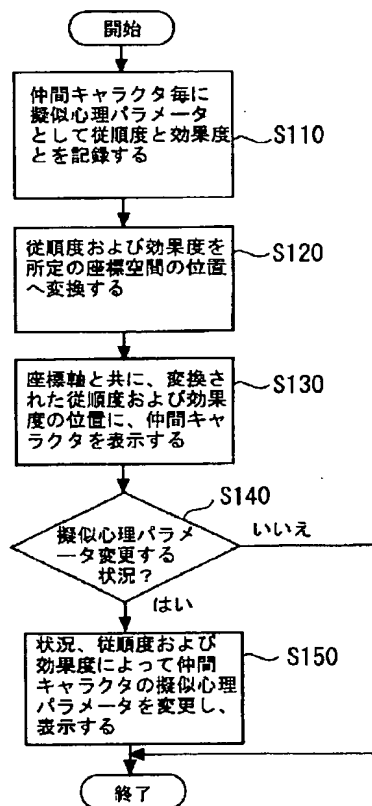 開始
仲間キャラクタ毎に
擬似心理パラメータ
として従順度と効果度
とを記録する
S110
従順度および効果度を
所定の座標空間の位置
へ変換する
S120
座標軸と共に、変換さ
れた従順度および効果
度の位置に、仲間キャ
ラクタを表示する
S130
S140
擬似心理パラメ
ータ変更する
状況？
いいえ
はい
状況、従順度および
効果度によって仲間
キャラクタの擬似心理
パラメータを変更し、
表示する
S150
終了